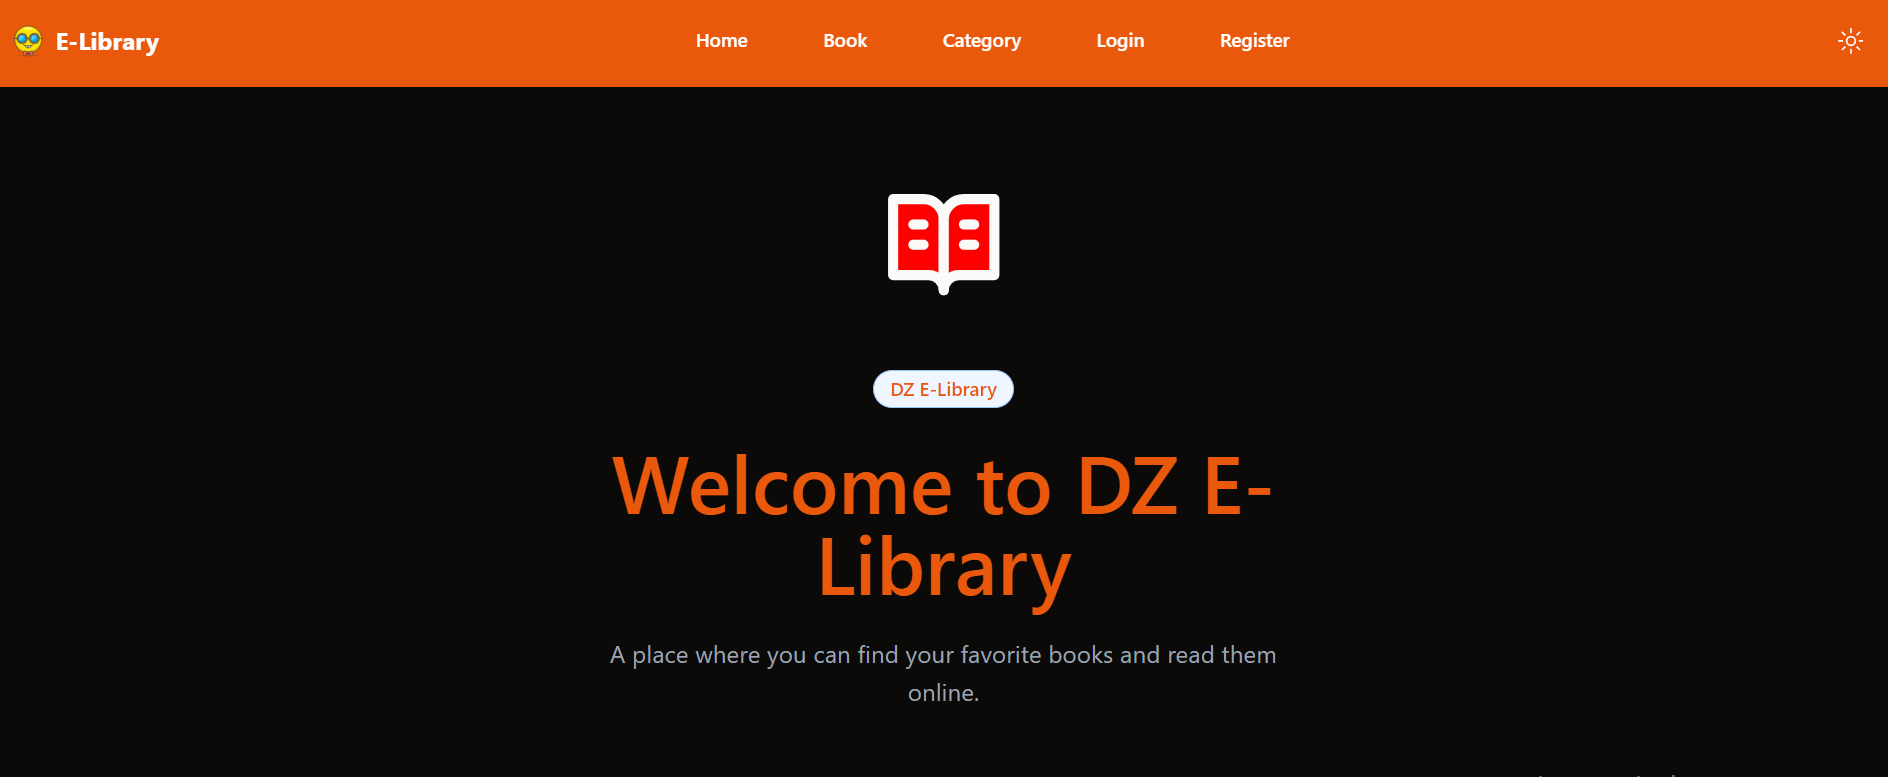 E-Library
Home Book Category Login Register
DZ E-Library
Welcome to DZ E-
Library
A place where you can find your favorite books and read them
online.